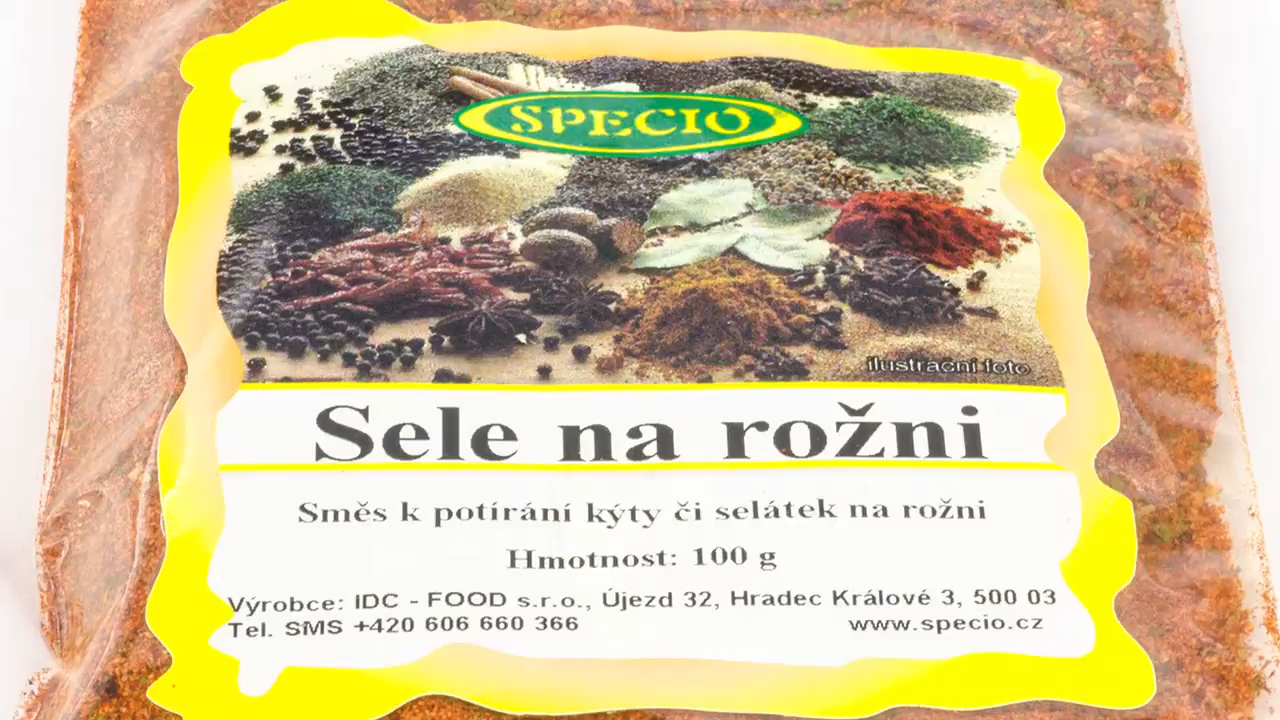 SPECIO
ilustrační foto
Sele na rožni
Směs k potírání kýty či selátek na rožni
Hmotnost: 100 g
Výrobce: IDC - FOOD s.r.o., Újezd 32, Hradec Králové 3, 500 03
Tel. SMS +420 606 660 366 www.specio.cz